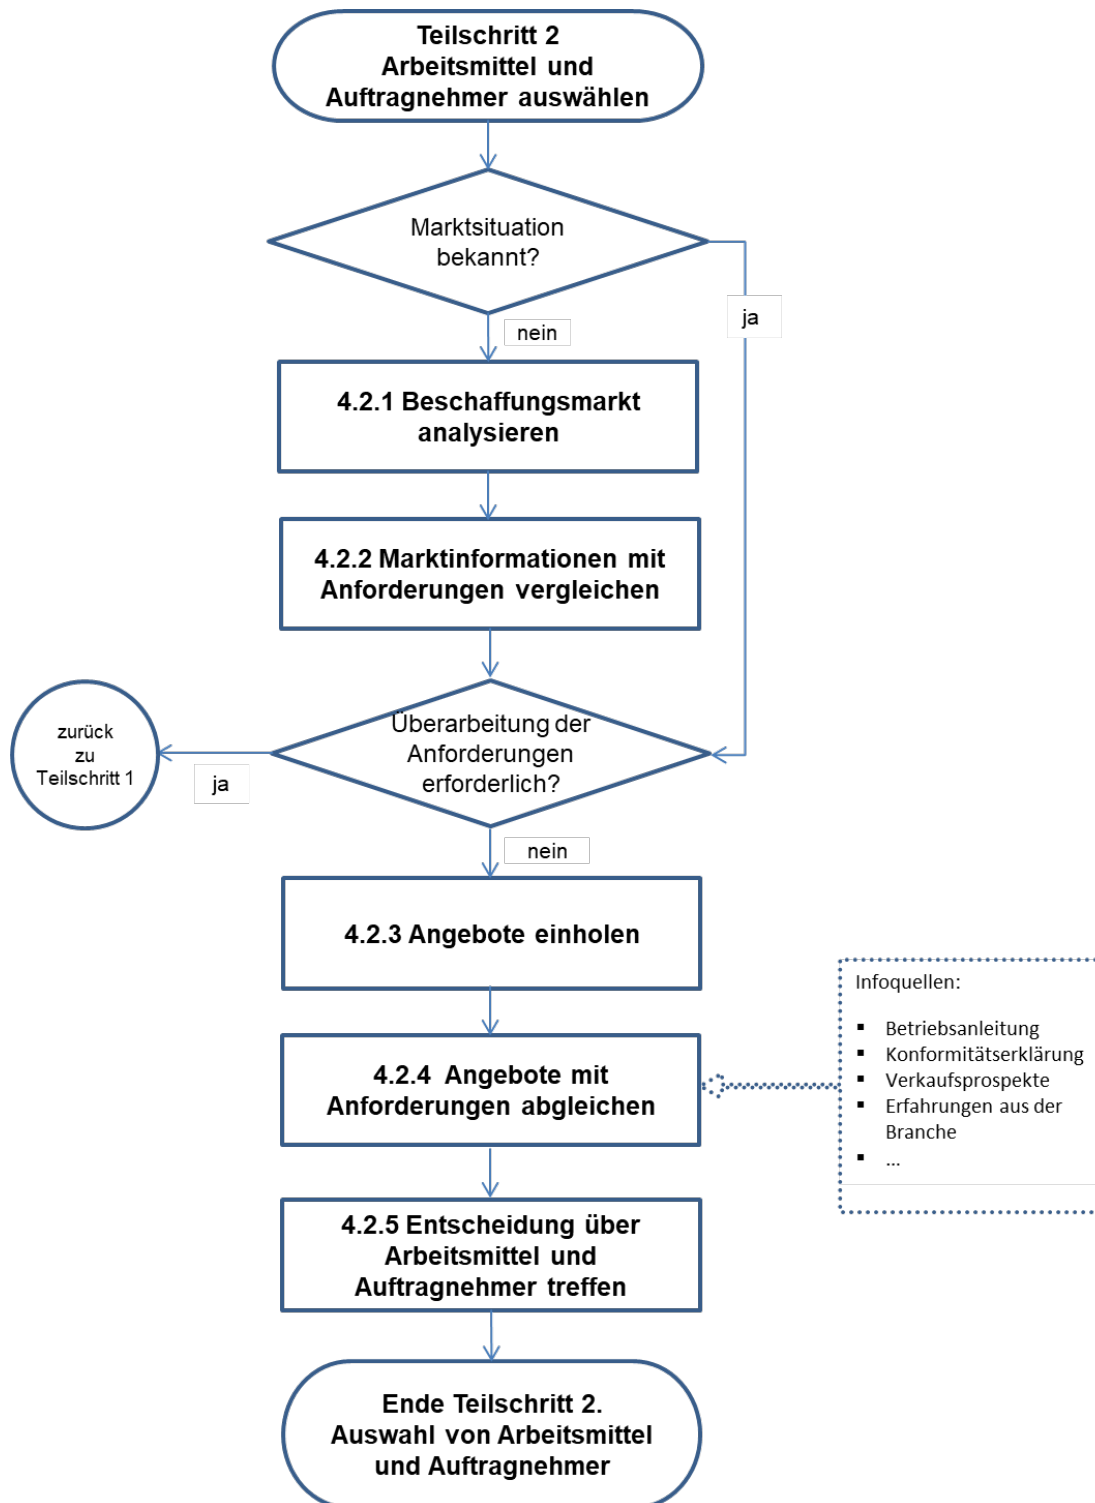 Teilschritt 2
Arbeitsmittel und
Auftragnehmer auswählen
Marktsituation
bekannt?
ja
nein
4.2.1 Beschaffungsmarkt
analysieren
4.2.2 Marktinformationen mit
Anforderungen vergleichen
Überarbeitung der
Anforderungen
erforderlich?
zurück
zu
Teilschritt 1
ja
nein
4.2.3 Angebote einholen
Infoquellen:
▪ Betriebsanleitung
▪ Konformitätserklärung
▪ Verkaufsprospekte
▪ Erfahrungen aus der
Branche
▪ ...
4.2.4 Angebote mit
Anforderungen abgleichen
4.2.5 Entscheidung über
Arbeitsmittel und
Auftragnehmer treffen
Ende Teilschritt 2.
Auswahl von Arbeitsmittel
und Auftragnehmer